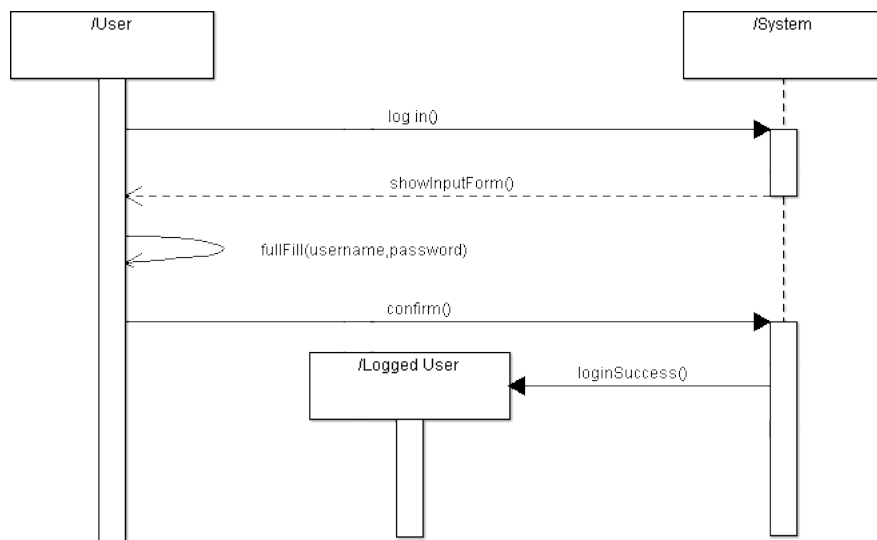 /User
/System
log in()
showInputForm()
fullFill(username,password)
confirm()
/Logged User
loginSuccess()